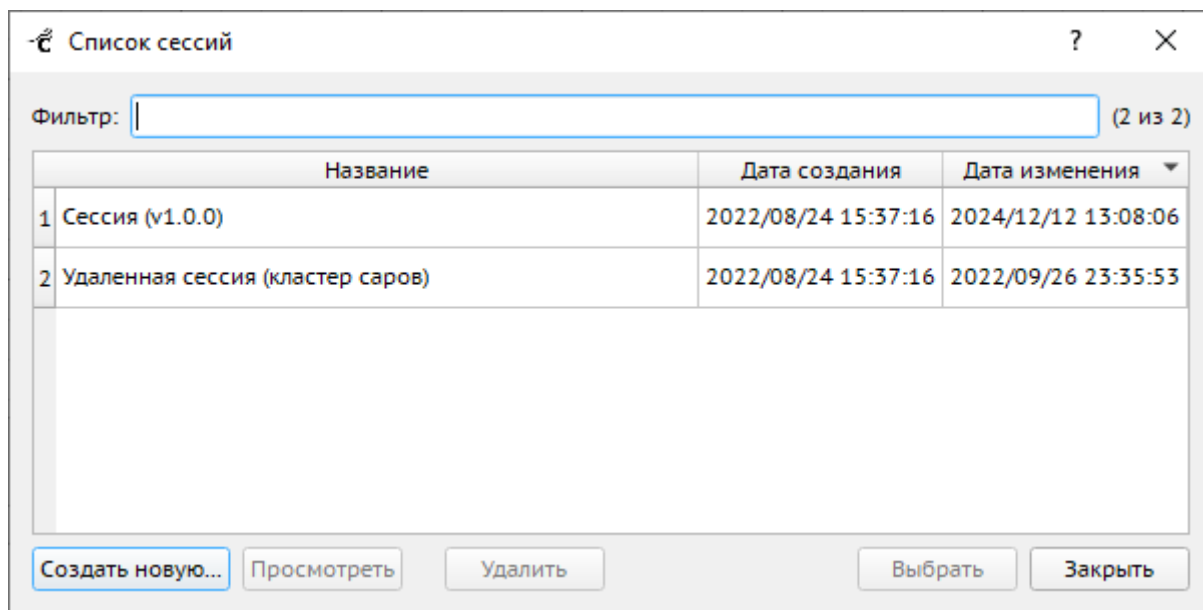 Список сессий ?
Фильтр: (2 из 2)
Название Дата создания Дата изменения
1 Сессия (v1.0.0) 2022/08/24 15:37:16 2024/12/12 13:08:06
2 Удаленная сессия (кластер саров) 2022/08/24 15:37:16 2022/09/26 23:35:53
Создать новую... Просмотреть Удалить Выбрать Закрыть